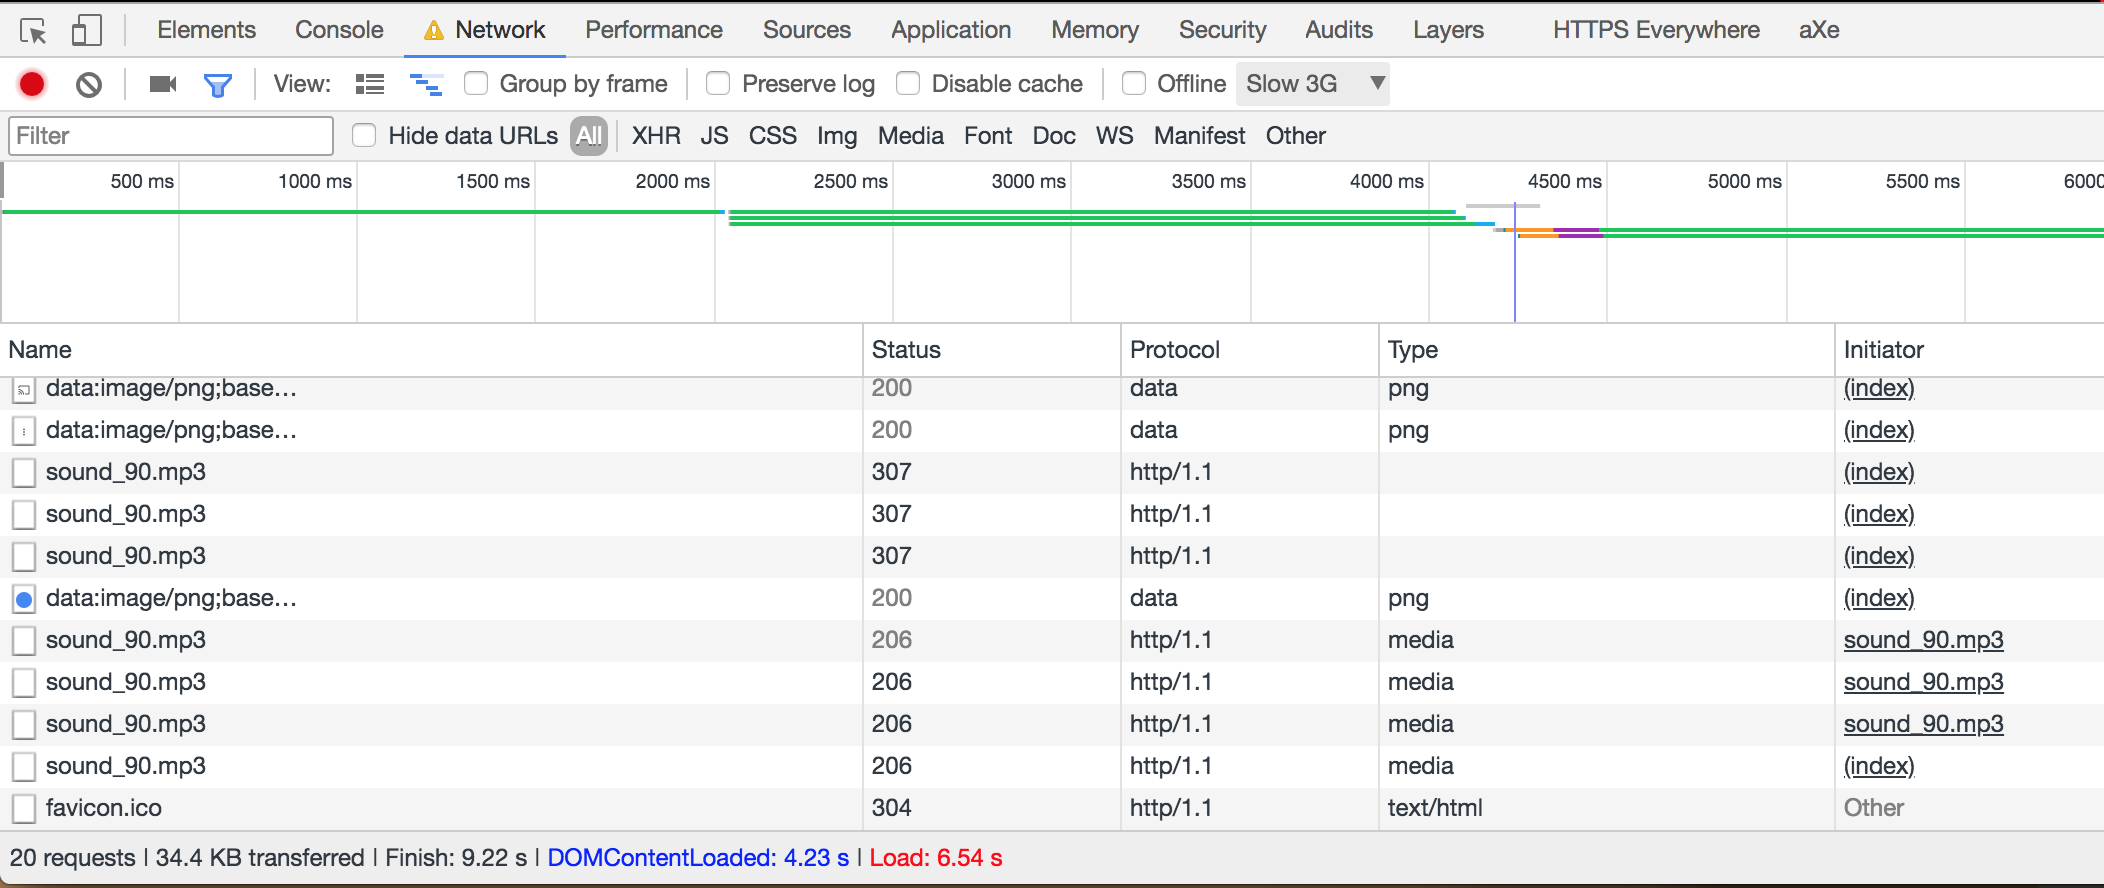 Elements Console Network Performance Sources Application Memory Security Audits Layers HTTPS Everywhere aXe
View: Group by frame Preserve log Disable cache Offline Slow 3G
Filter Hide data URLs All XHR JS CSS Img Media Font Doc WS Manifest Other
500 ms 1000 ms 1500 ms 2000 ms 2500 ms 3000 ms 3500 ms 4000 ms 4500 ms 5000 ms 5500 ms 6000
Name Status Protocol Type Initiator
data:image/png;base… 200 data png (index)
data:image/png;base… 200 data png (index)
sound_90.mp3 307 http/1.1 (index)
sound_90.mp3 307 http/1.1 (index)
sound_90.mp3 307 http/1.1 (index)
data:image/png;base… 200 data png (index)
sound_90.mp3 206 http/1.1 media sound_90.mp3
sound_90.mp3 206 http/1.1 media sound_90.mp3
sound_90.mp3 206 http/1.1 media sound_90.mp3
sound_90.mp3 206 http/1.1 media (index)
favicon.ico 304 http/1.1 text/html Other
20 requests | 34.4 KB transferred | Finish: 9.22 s | DOMContentLoaded: 4.23 s | Load: 6.54 s